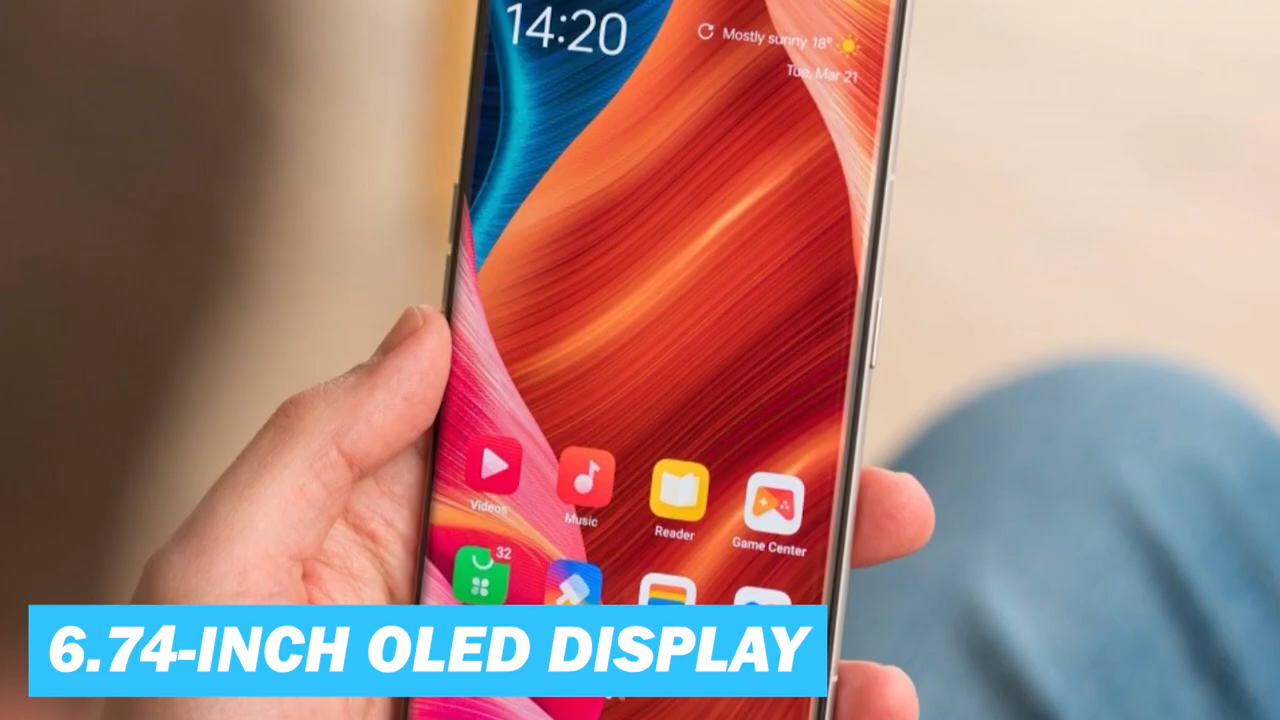 14:20
Mostly sunny 18°
Tue, Mar 21
Videos
Music
Reader
Game Center
32
6.74-INCH OLED DISPLAY